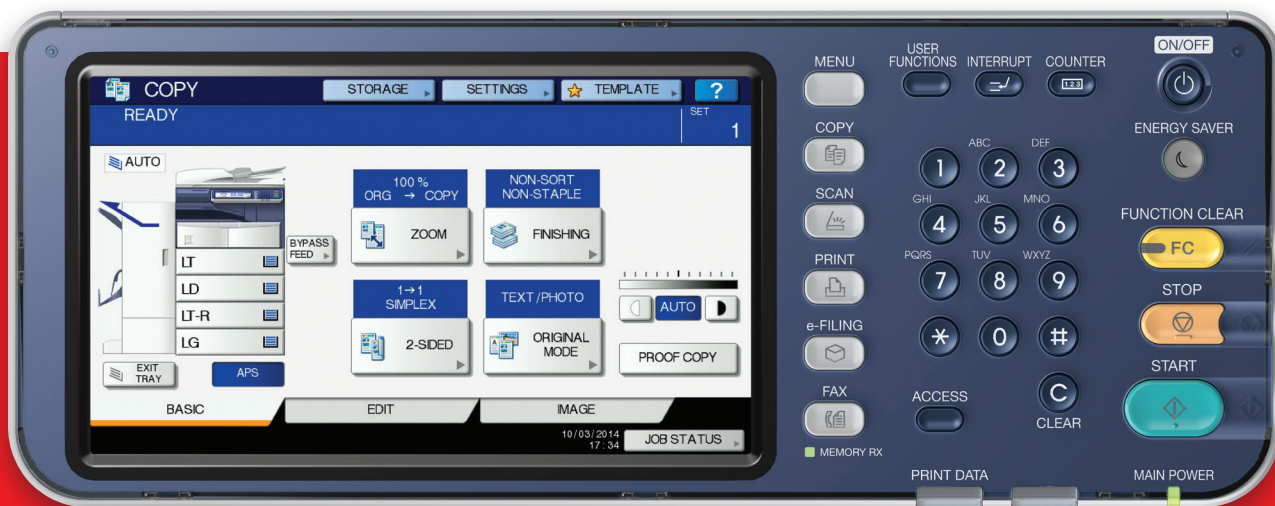 COPY
STORAGE
SETTINGS
TEMPLATE
?
READY
SET
1
AUTO
100 %
ORG → COPY
ZOOM
NON-SORT
NON-STAPLE
FINISHING
BYPASS
FEED
LT
LD
LT-R
LG
1→1
SIMPLEX
2-SIDED
TEXT/PHOTO
ORIGINAL
MODE
AUTO
PROOF COPY
EXIT
TRAY
APS
BASIC
EDIT
IMAGE
10/03/2014
17:34
JOB STATUS
MENU
COPY
SCAN
PRINT
e-FILING
FAX
MEMORY RX
USER
FUNCTIONS
INTERRUPT
COUNTER
123
1
ABC
2
DEF
3
GHI
4
JKL
5
MNO
6
PQRS
7
TUV
8
WXYZ
9
*
0
#
ACCESS
C
CLEAR
PRINT DATA
ON/OFF
ENERGY SAVER
FUNCTION CLEAR
FC
STOP
START
MAIN POWER